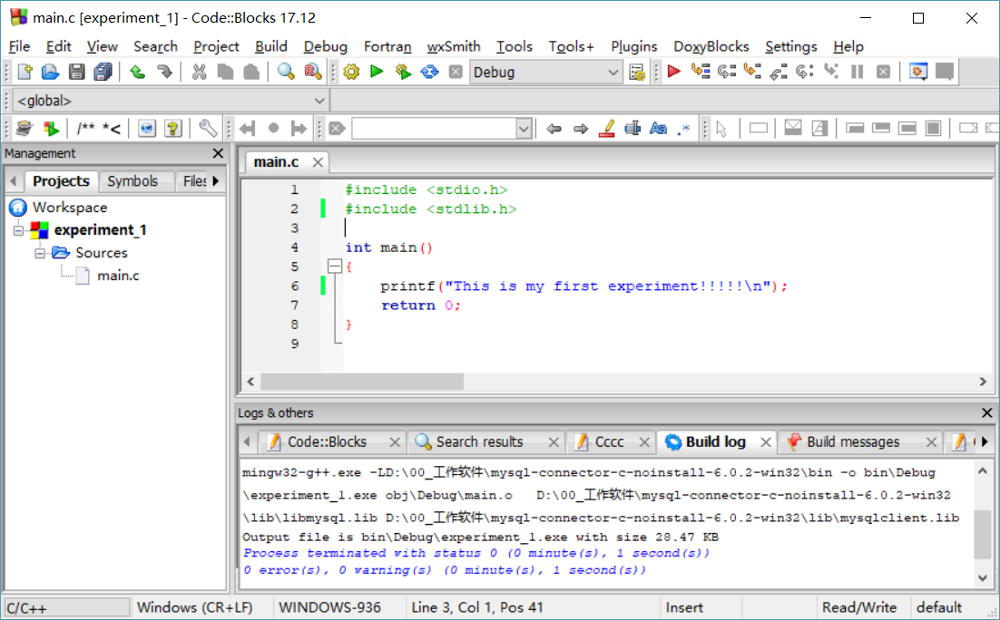 main.c [experiment_1] - Code::Blocks 17.12
File Edit View Search Project Build Debug Fortran wxSmith Tools Tools+ Plugins DoxyBlocks Settings Help
Debug
<global>
/** *<
Management
Projects Symbols Files
main.c
Workspace
experiment_1
Sources
main.c
1 #include <stdio.h>
2 #include <stdlib.h>
3
4 int main()
5 {
6 printf("This is my first experiment!!!!!\n");
7 return 0;
8 }
9
Logs & others
Code::Blocks Search results Cccc Build log Build messages
mingw32-g++.exe -LD:\00_工作软件\mysql-connector-c-noinstall-6.0.2-win32\bin -o bin\Debug
\experiment_1.exe obj\Debug\main.o D:\00_工作软件\mysql-connector-c-noinstall-6.0.2-win32
\lib\libmysql.lib D:\00_工作软件\mysql-connector-c-noinstall-6.0.2-win32\lib\mysqlclient.lib
Output file is bin\Debug\experiment_1.exe with size 28.47 KB
Process terminated with status 0 (0 minute(s), 1 second(s))
0 error(s), 0 warning(s) (0 minute(s), 1 second(s))
C/C++ Windows (CR+LF) WINDOWS-936 Line 3, Col 1, Pos 41 Insert Read/Write default